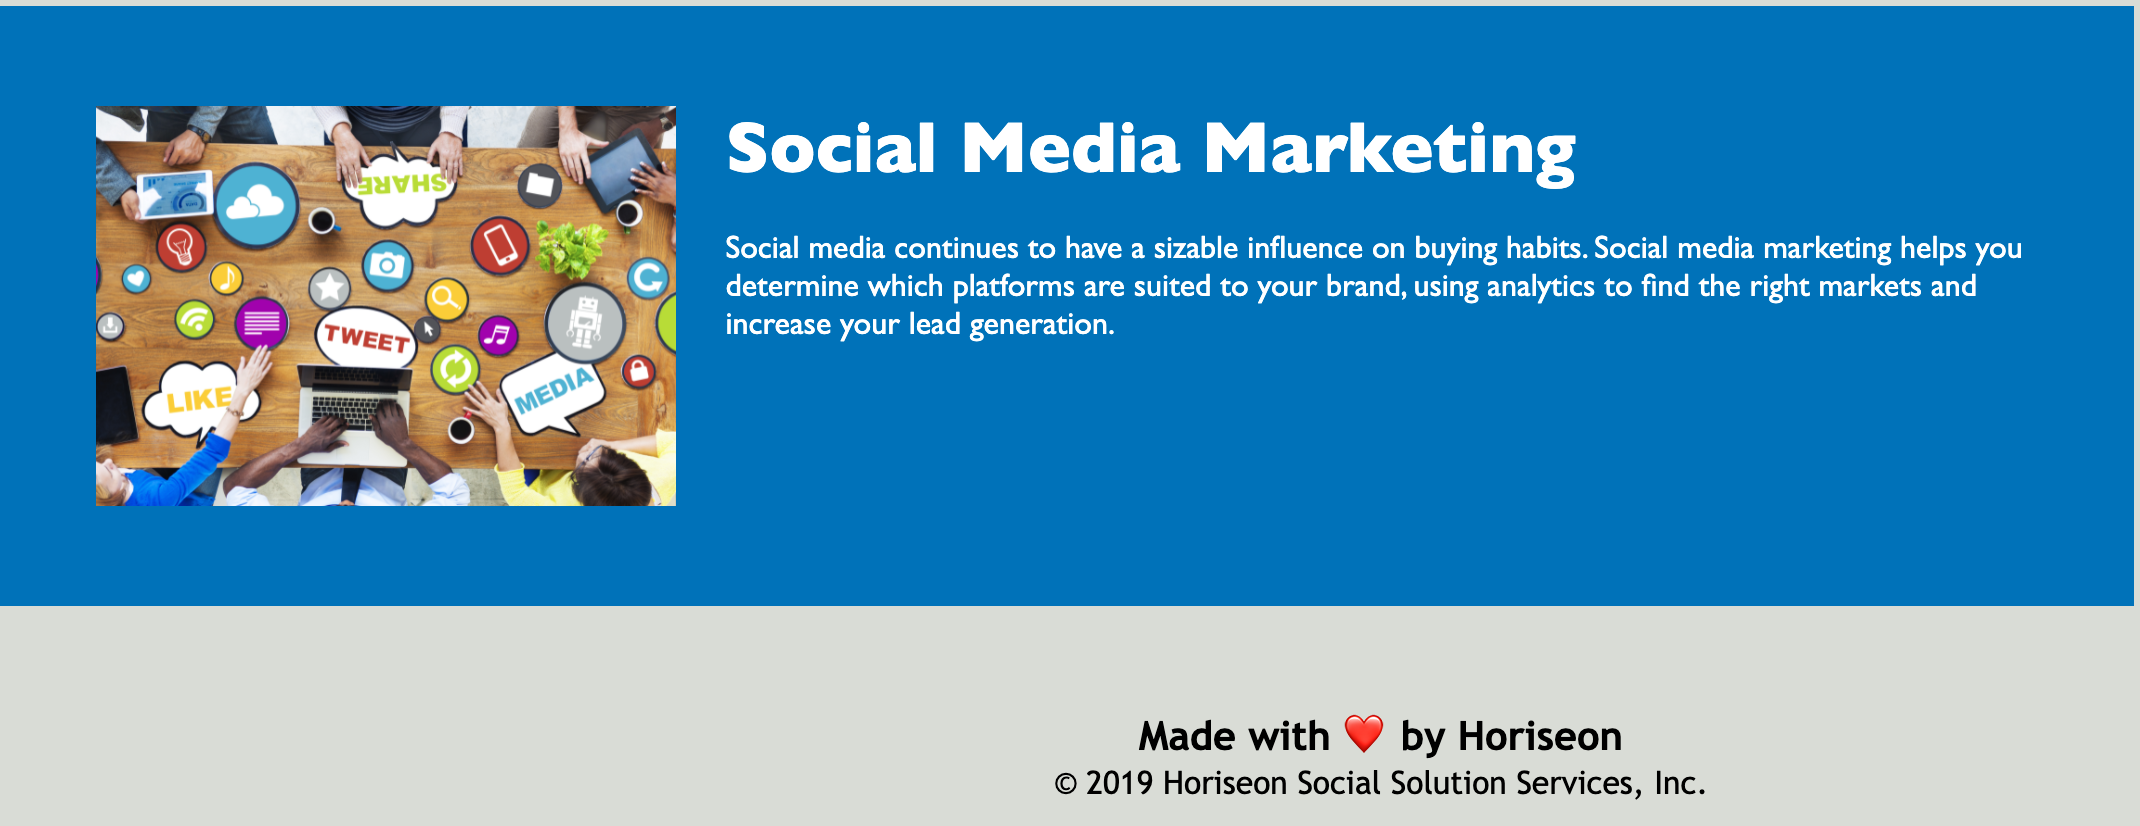 SHARE
TWEET
LIKE
MEDIA
Social Media Marketing
Social media continues to have a sizable influence on buying habits. Social media marketing helps you
determine which platforms are suited to your brand, using analytics to find the right markets and
increase your lead generation.
Made with ❤️ by Horiseon
© 2019 Horiseon Social Solution Services, Inc.